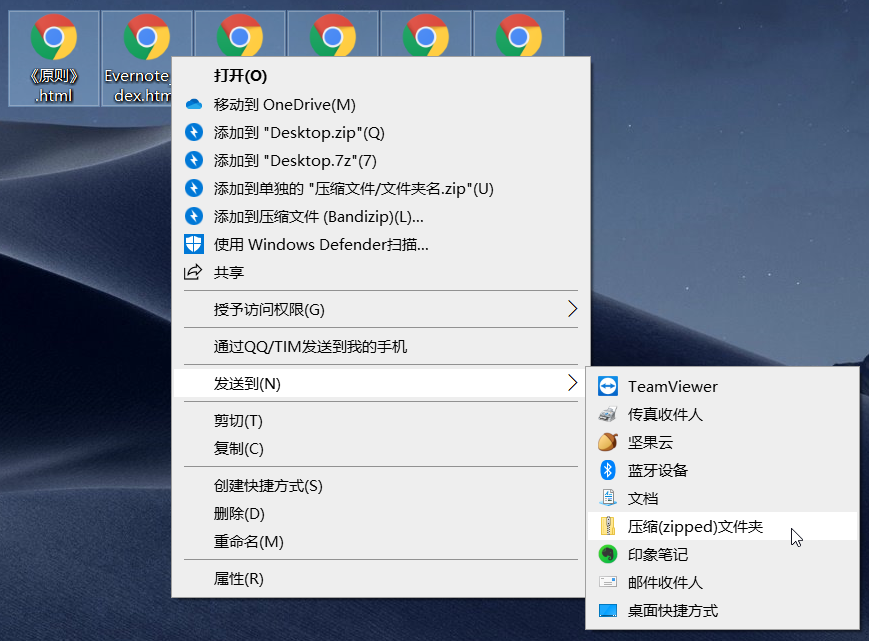 《原则》
.html
Evernote_
dex.htm
打开(O)
移动到 OneDrive(M)
添加到 "Desktop.zip"(Q)
添加到 "Desktop.7z"(7)
添加到单独的 "压缩文件/文件夹名.zip"(U)
添加到压缩文件 (Bandizip)(L)...
使用 Windows Defender扫描...
共享
授予访问权限(G)
通过QQ/TIM发送到我的手机
发送到(N)
剪切(T)
复制(C)
创建快捷方式(S)
删除(D)
重命名(M)
属性(R)
TeamViewer
传真收件人
坚果云
蓝牙设备
文档
压缩(zipped)文件夹
印象笔记
邮件收件人
桌面快捷方式